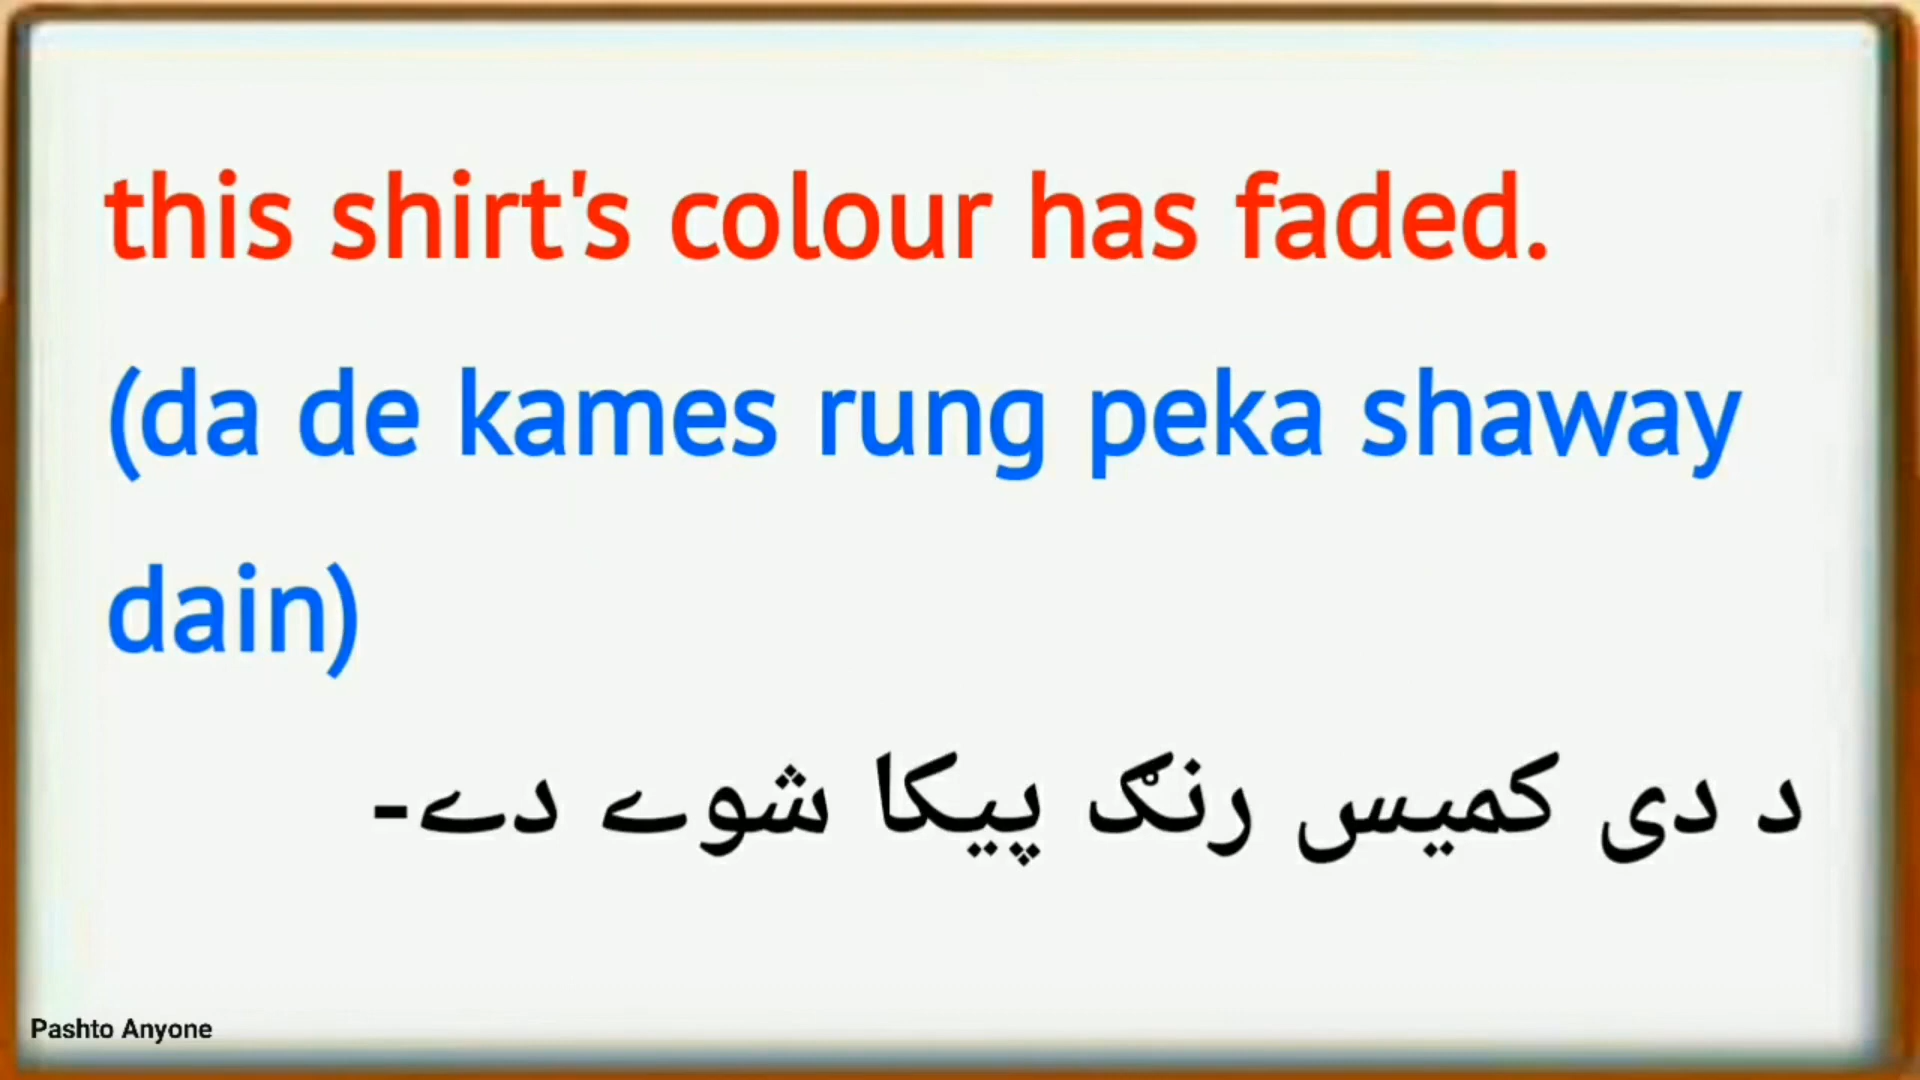 this shirt's colour has faded.
(da de kames rung peka shaway
dain)
د دی کمیس رنګ پیکا شوے دے-
Pashto Anyone